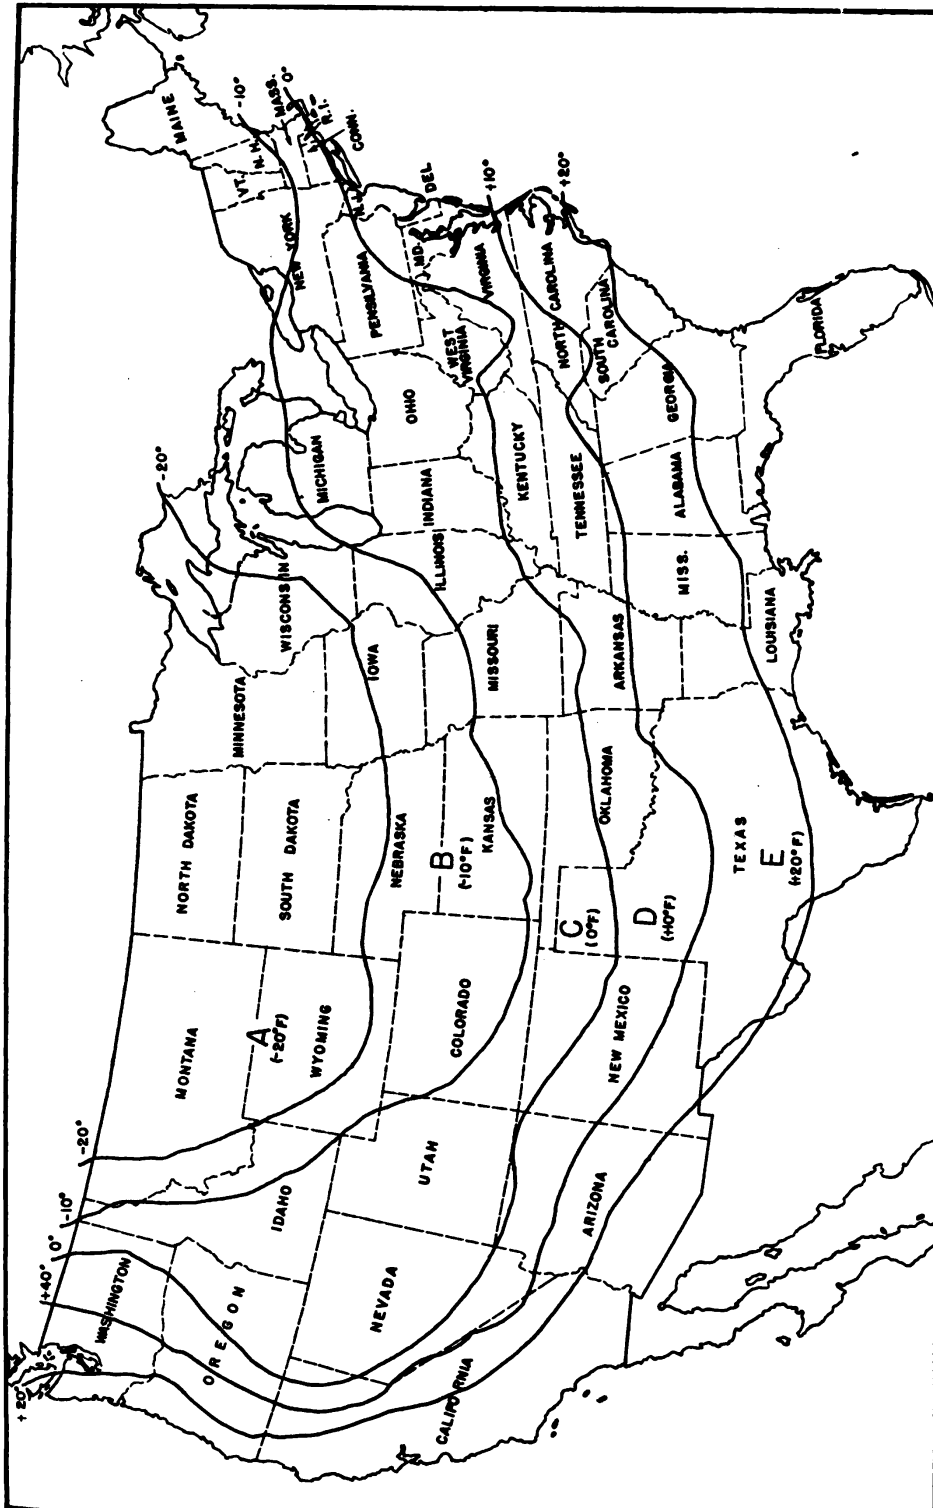 +20°
+40°
0°
-10°
-20°
-20°
-10°
0°
+10°
+20°
WASHINGTON
OREGON
CALIFORNIA
NEVADA
IDAHO
UTAH
ARIZONA
MONTANA
WYOMING
A
(-20°F)
COLORADO
NEW MEXICO
NORTH DAKOTA
SOUTH DAKOTA
NEBRASKA
B
(-10°F)
KANSAS
C
(0°F)
OKLAHOMA
D
(+10°F)
TEXAS
E
(+20°F)
MINNESOTA
IOWA
MISSOURI
ARKANSAS
LOUISIANA
WISCONSIN
ILLINOIS
MISS.
MICHIGAN
INDIANA
KENTUCKY
TENNESSEE
ALABAMA
OHIO
WEST
VIRGINIA
GEORGIA
FLORIDA
PENSILVANIA
MD.
DEL
VIRGINIA
NORTH CAROLINA
SOUTH
CAROLINA
NEW YORK
N.J.
VT.
N.H.
MAINE
MASS.
R.I.
CONN.